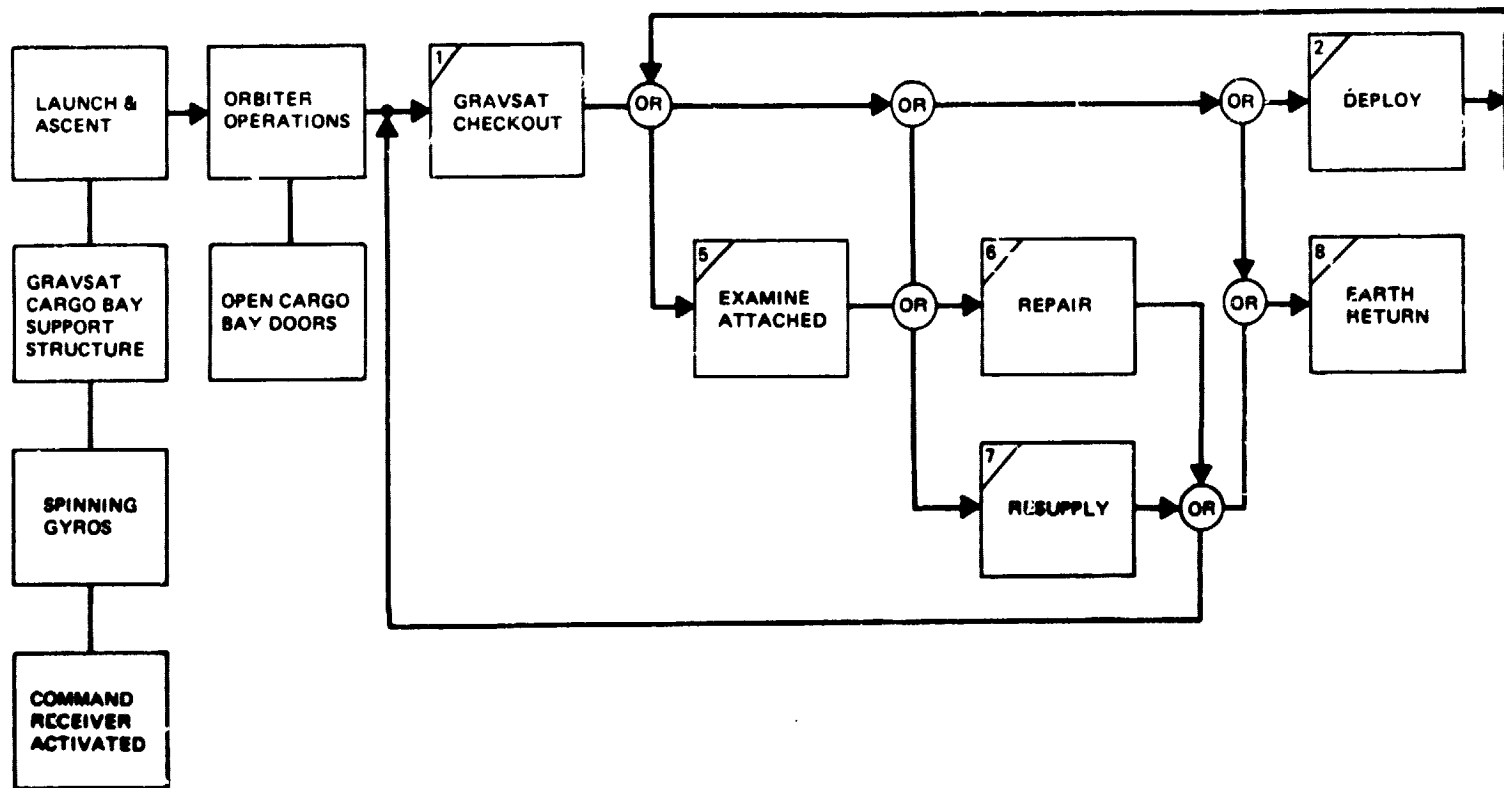 LAUNCH &
ASCENT
ORBITER
OPERATIONS
1
GRAVSAT
CHECKOUT
OR
OR
OR
2
DEPLOY
GRAVSAT
CARGO BAY
SUPPORT
STRUCTURE
OPEN CARGO
BAY DOORS
5
EXAMINE
ATTACHED
OR
6
REPAIR
OR
8
EARTH
RETURN
SPINNING
GYROS
7
RESUPPLY
OR
COMMAND
RECEIVER
ACTIVATED